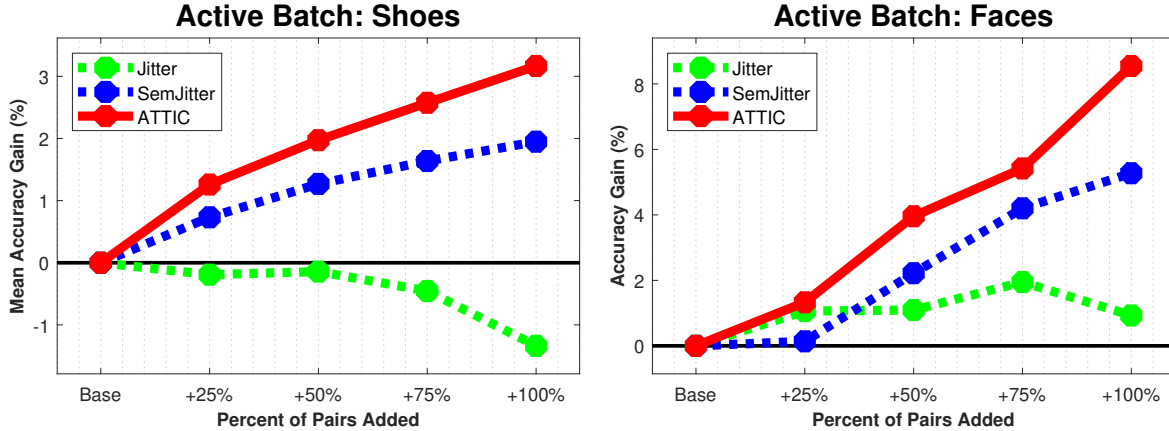 Active Batch: Shoes
Mean Accuracy Gain (%)
3
2
1
0
-1
Jitter
SemJitter
ATTIC
Base +25% +50% +75% +100%
Percent of Pairs Added
Active Batch: Faces
Accuracy Gain (%)
8
6
4
2
0
Jitter
SemJitter
ATTIC
Base +25% +50% +75% +100%
Percent of Pairs Added